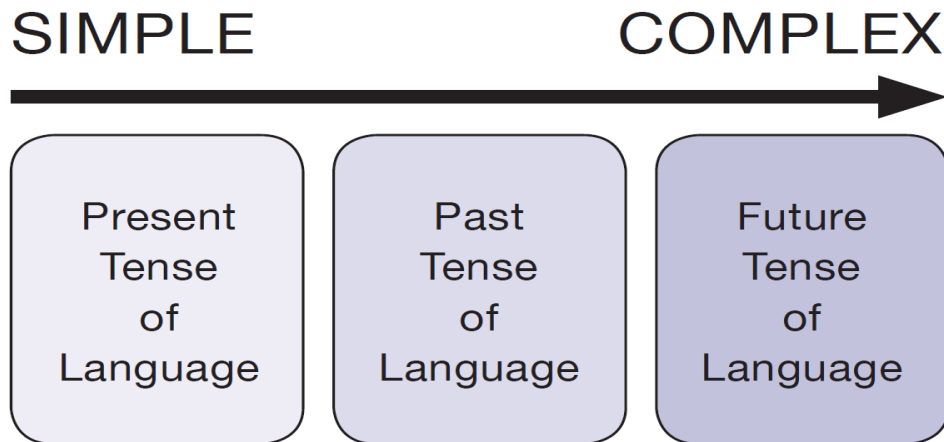 SIMPLE COMPLEX
Present
Tense
of
Language
Past
Tense
of
Language
Future
Tense
of
Language